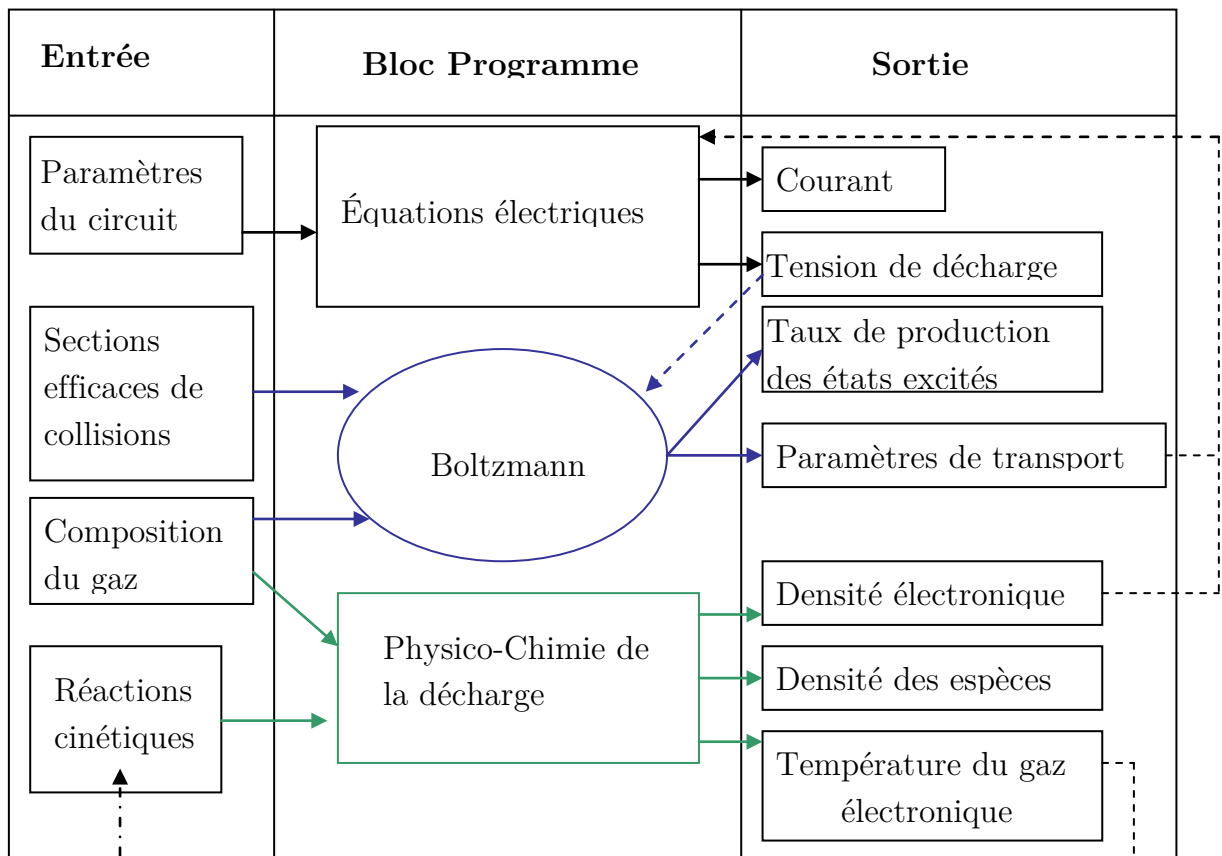 Entrée
Bloc Programme
Sortie
Paramètres
du circuit
Équations électriques
Courant
Tension de décharge
Sections
efficaces de
collisions
Boltzmann
Taux de production
des états excités
Paramètres de transport
Composition
du gaz
Physico-Chimie de
la décharge
Densité électronique
Réactions
cinétiques
Densité des espèces
Température du gaz
électronique